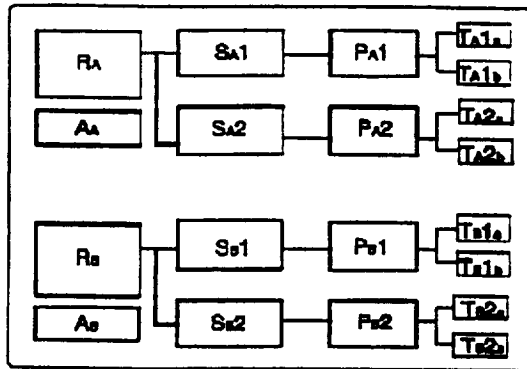 RA SA1 PA1 TA1a
TA1b
AA SA2 PA2 TA2a
TA2b
RB SB1 PB1 TB1a
TB1b
AB SB2 PB2 TB2a
TB2b